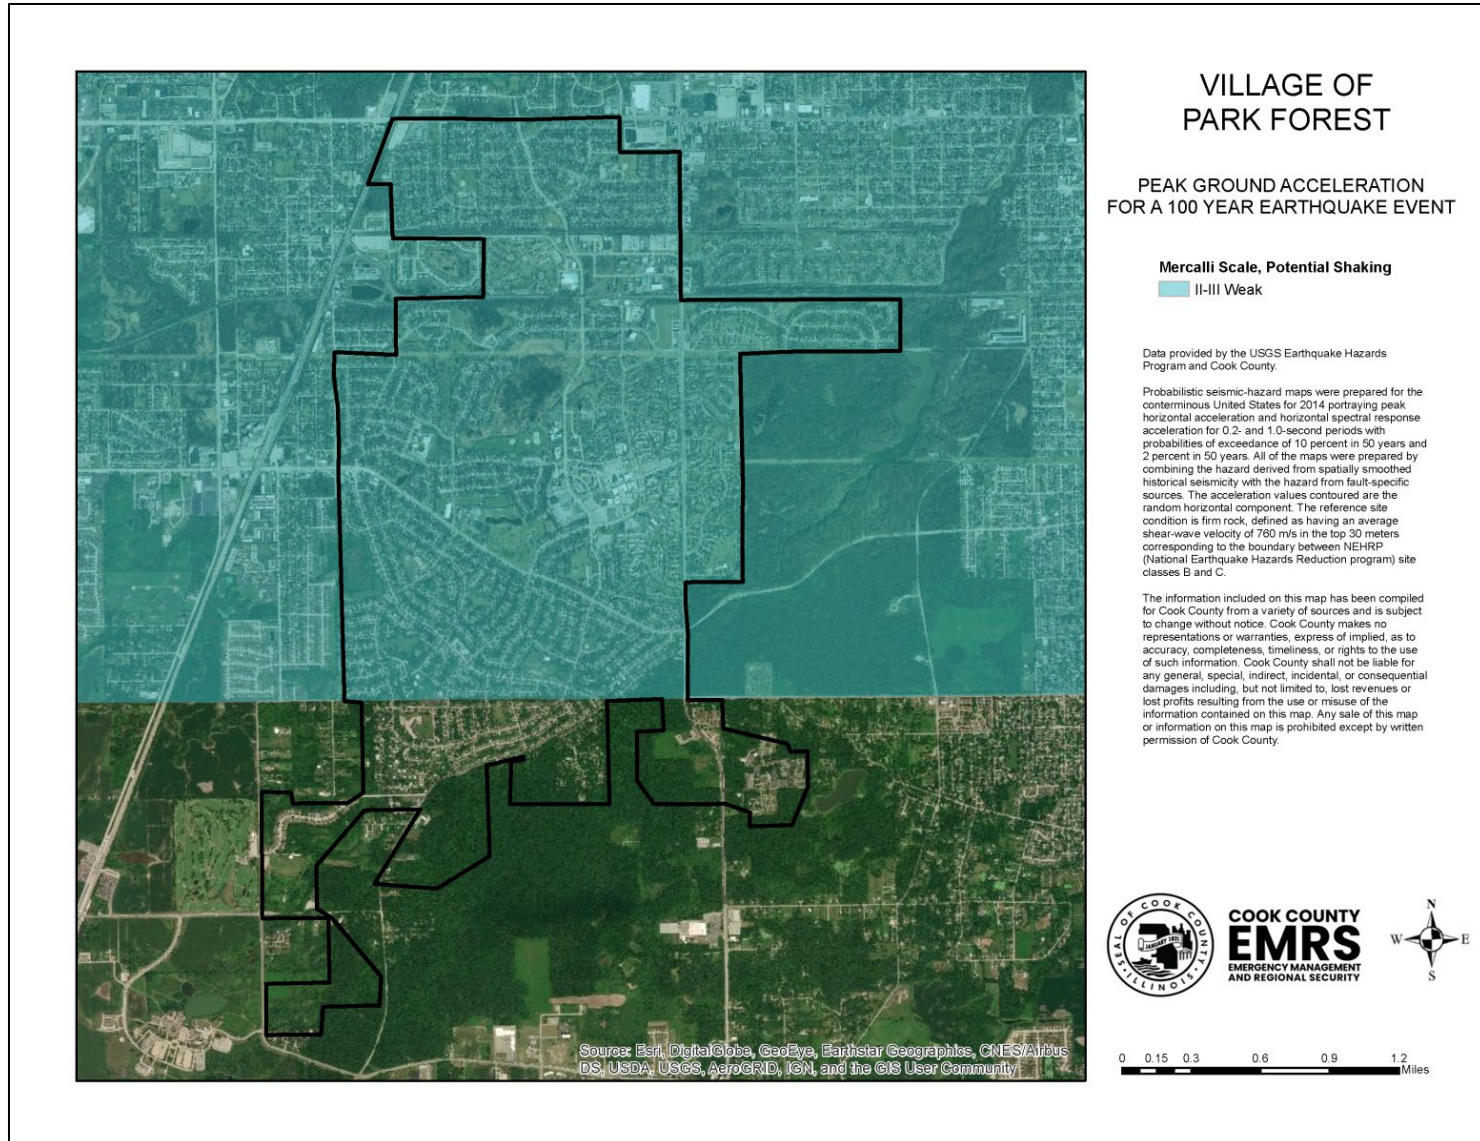 VILLAGE OF
PARK FOREST
PEAK GROUND ACCELERATION
FOR A 100 YEAR EARTHQUAKE EVENT
Mercalli Scale, Potential Shaking
II-III Weak
Data provided by the USGS Earthquake Hazards
Program and Cook County.
Probabilistic seismic-hazard maps were prepared for the
conterminous United States for 2014 portraying peak
horizontal acceleration and horizontal spectral response
acceleration for 0.2- and 1.0-second periods with
probabilities of exceedance of 10 percent in 50 years and
2 percent in 50 years. All of the maps were prepared by
combining the hazard derived from spatially smoothed
historical seismicity with the hazard from fault-specific
sources. The acceleration values contoured are the
random horizontal component. The reference site
condition is firm rock, defined as having an average
shear-wave velocity of 760 m/s in the top 30 meters
corresponding to the boundary between NEHRP
(National Earthquake Hazards Reduction program) site
classes B and C.
The information included on this map has been compiled
for Cook County from a variety of sources and is subject
to change without notice. Cook County makes no
representations or warranties, express of implied, as to
accuracy, completeness, timeliness, or rights to the use
of such information. Cook County shall not be liable for
any general, special, indirect, incidental, or consequential
damages including, but not limited to, lost revenues or
lost profits resulting from the use or misuse of the
information contained on this map. Any sale of this map
or information on this map is prohibited except by written
permission of Cook County.
SEAL OF COOK COUNTY
JANUARY 1831
ILLINOIS
COOK COUNTY
EMRS
EMERGENCY MANAGEMENT
AND REGIONAL SECURITY
N
W E
S
Source: Esri, DigitalGlobe, GeoEye, Earthstar Geographics, CNES/Airbus
DS, USDA, USGS, AeroGRID, IGN, and the GIS User Community
0 0.15 0.3 0.6 0.9 1.2
Miles